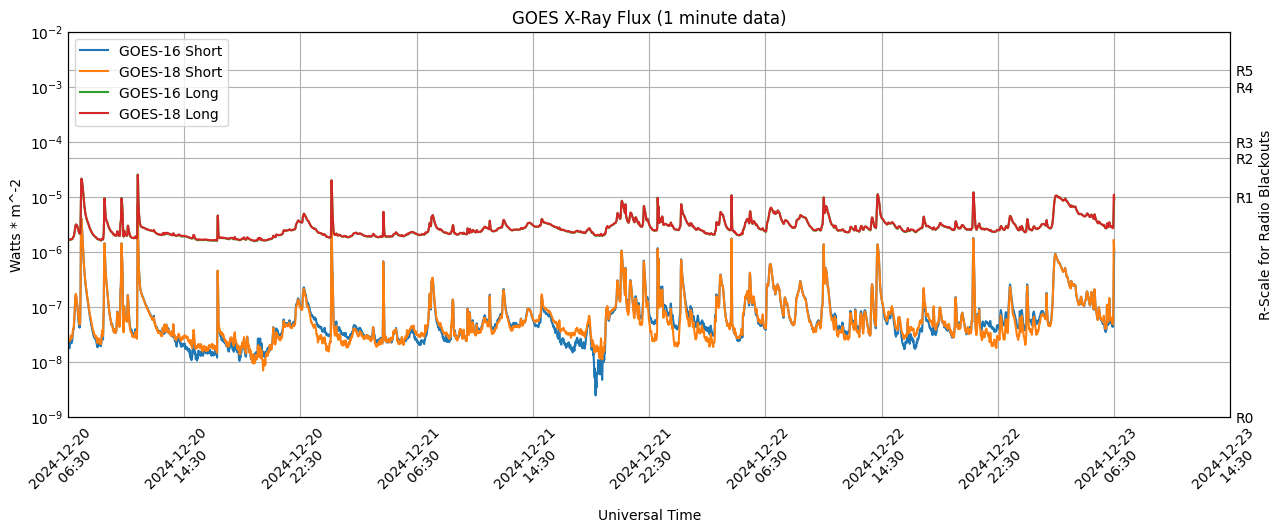 GOES X-Ray Flux (1 minute data)
GOES-16 Short
GOES-18 Short
GOES-16 Long
GOES-18 Long
10^-2
10^-3
10^-4
10^-5
10^-6
10^-7
10^-8
10^-9
Watts * m^-2
R5
R4
R3
R2
R1
R0
R-Scale for Radio Blackouts
2024-12-20
06:30
2024-12-20
14:30
2024-12-20
22:30
2024-12-21
06:30
2024-12-21
14:30
2024-12-21
22:30
2024-12-22
06:30
2024-12-22
14:30
2024-12-22
22:30
2024-12-23
06:30
2024-12-23
14:30
Universal Time